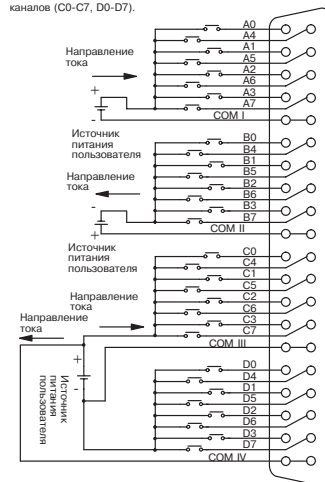 каналов (C0-C7, D0-D7).
A0
A4
Направление
тока
A1
A5
A2
A6
A3
+
A7
-
COM I
Источник
питания
пользователя
B0
B4
B1
Направление
тока
B5
B2
B6
-
B3
B7
+
COM II
Источник
питания
пользователя
C0
C4
C1
C5
Направление
тока
C2
C6
Направление
тока
C3
C7
+
COM III
-
Источник
питания
пользователя
D0
D4
D1
D5
D2
D6
D3
D7
COM IV